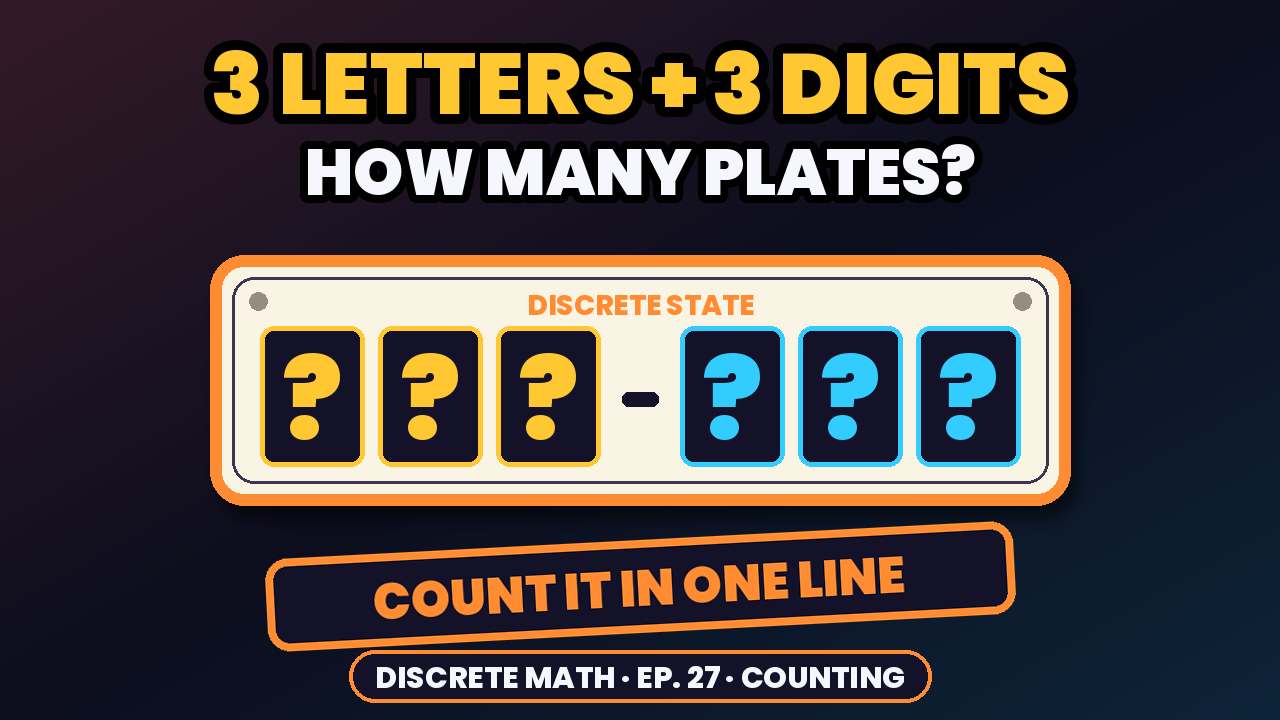 3 LETTERS + 3 DIGITS
HOW MANY PLATES?
DISCRETE STATE
? ? ? - ? ? ?
COUNT IT IN ONE LINE
DISCRETE MATH · EP. 27 · COUNTING